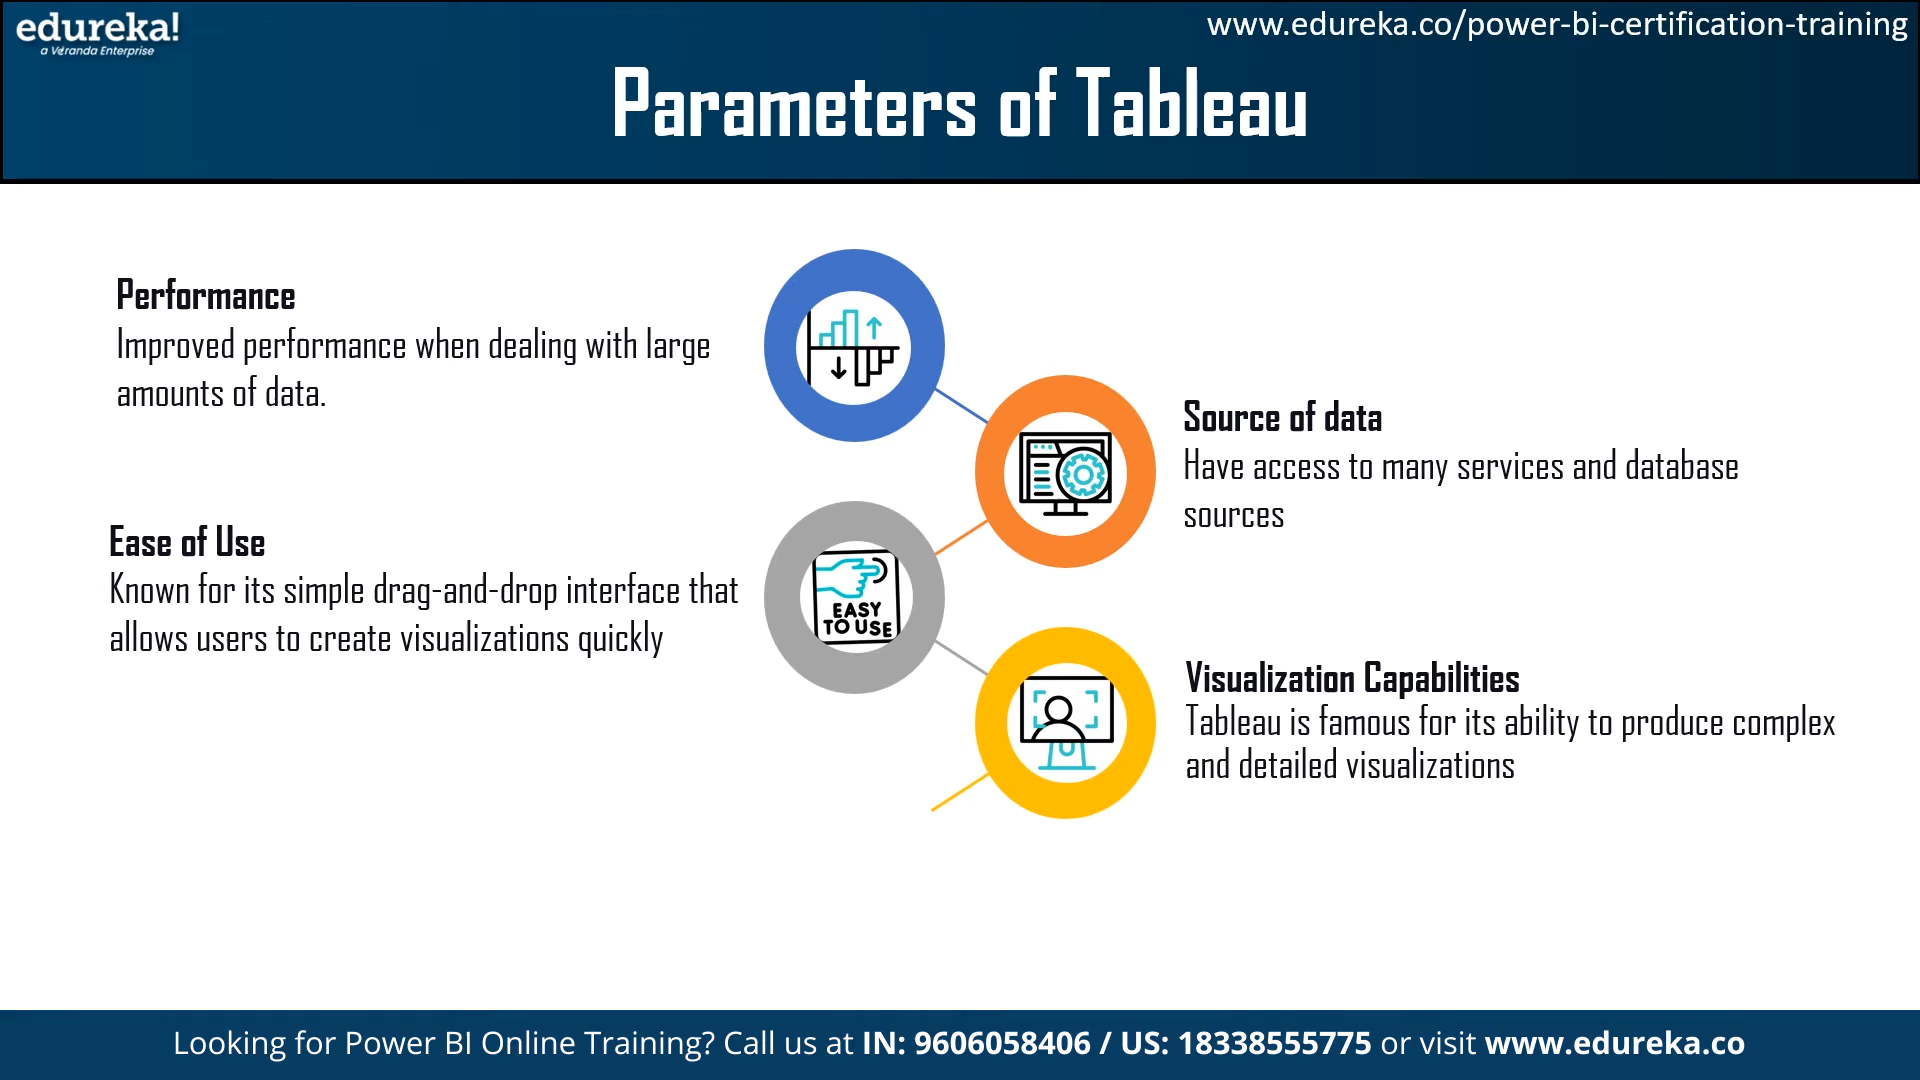 edureka!
a Veranda Enterprise
www.edureka.co/power-bi-certification-training
Parameters of Tableau
Performance
Improved performance when dealing with large
amounts of data.
Source of data
Have access to many services and database
sources
Ease of Use
Known for its simple drag-and-drop interface that
allows users to create visualizations quickly
EASY
TO USE
Visualization Capabilities
Tableau is famous for its ability to produce complex
and detailed visualizations
Looking for Power BI Online Training? Call us at IN: 9606058406 / US: 18338555775 or visit www.edureka.co